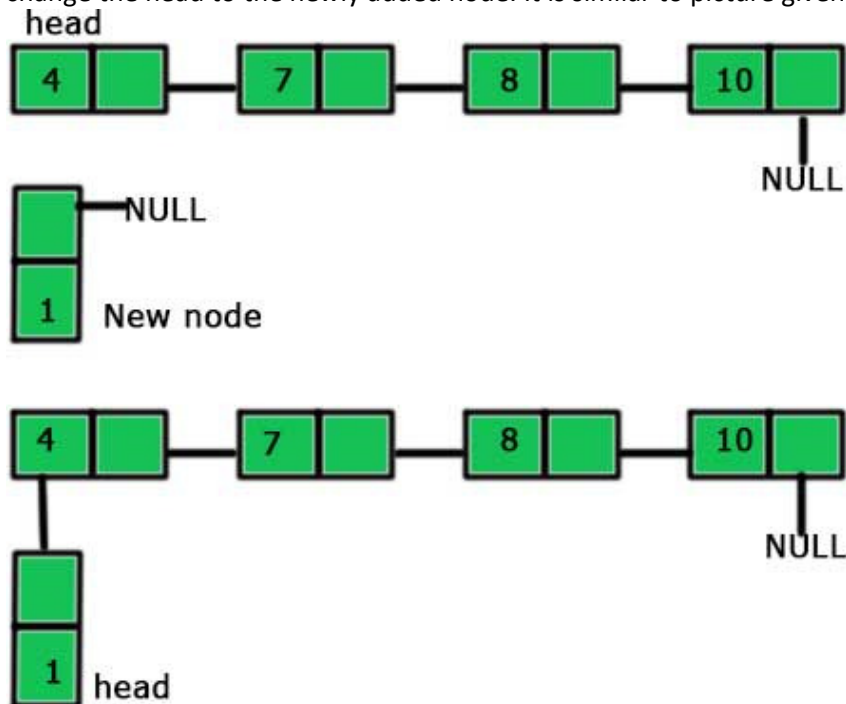 change the head to the newly added node. It is similar to picture given
head
4 7 8 10
NULL
NULL
1 New node
4 7 8 10
NULL
1 head